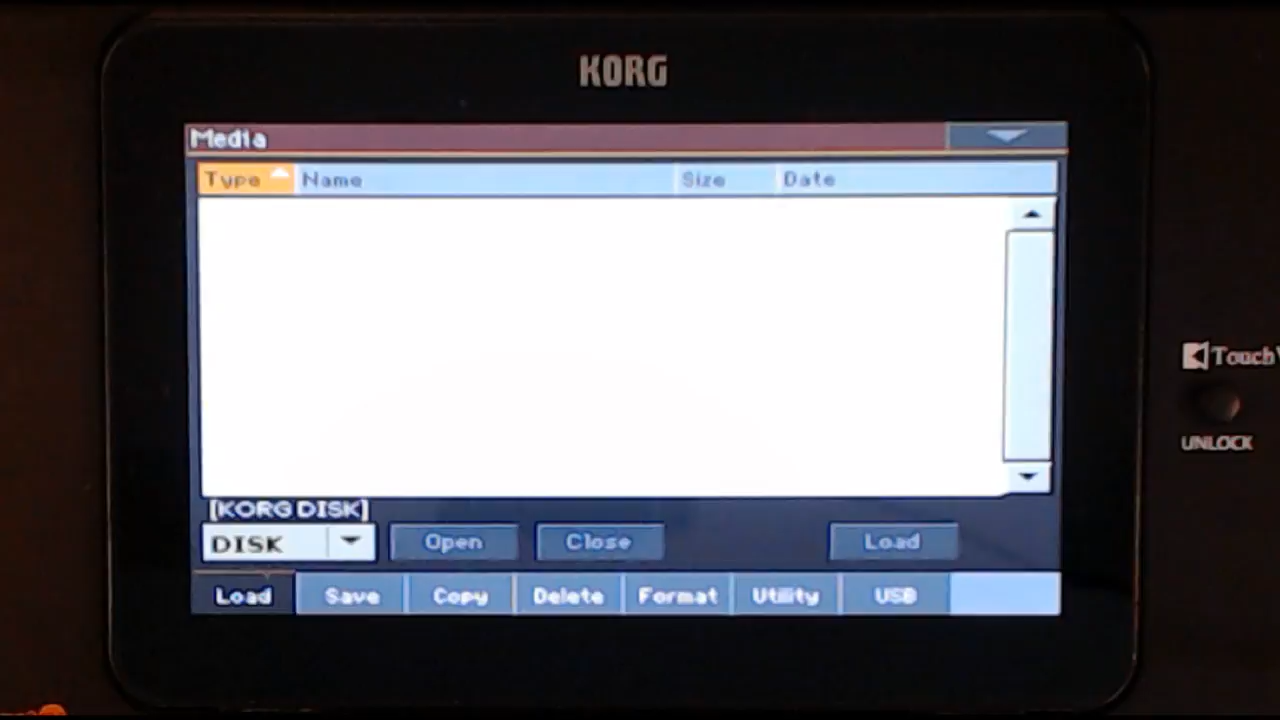 KORG
Media
Type Name Size Date
[KORG DISK]
DISK Open Close Load
Load Save Copy Delete Format Utility USB
UNLOCK